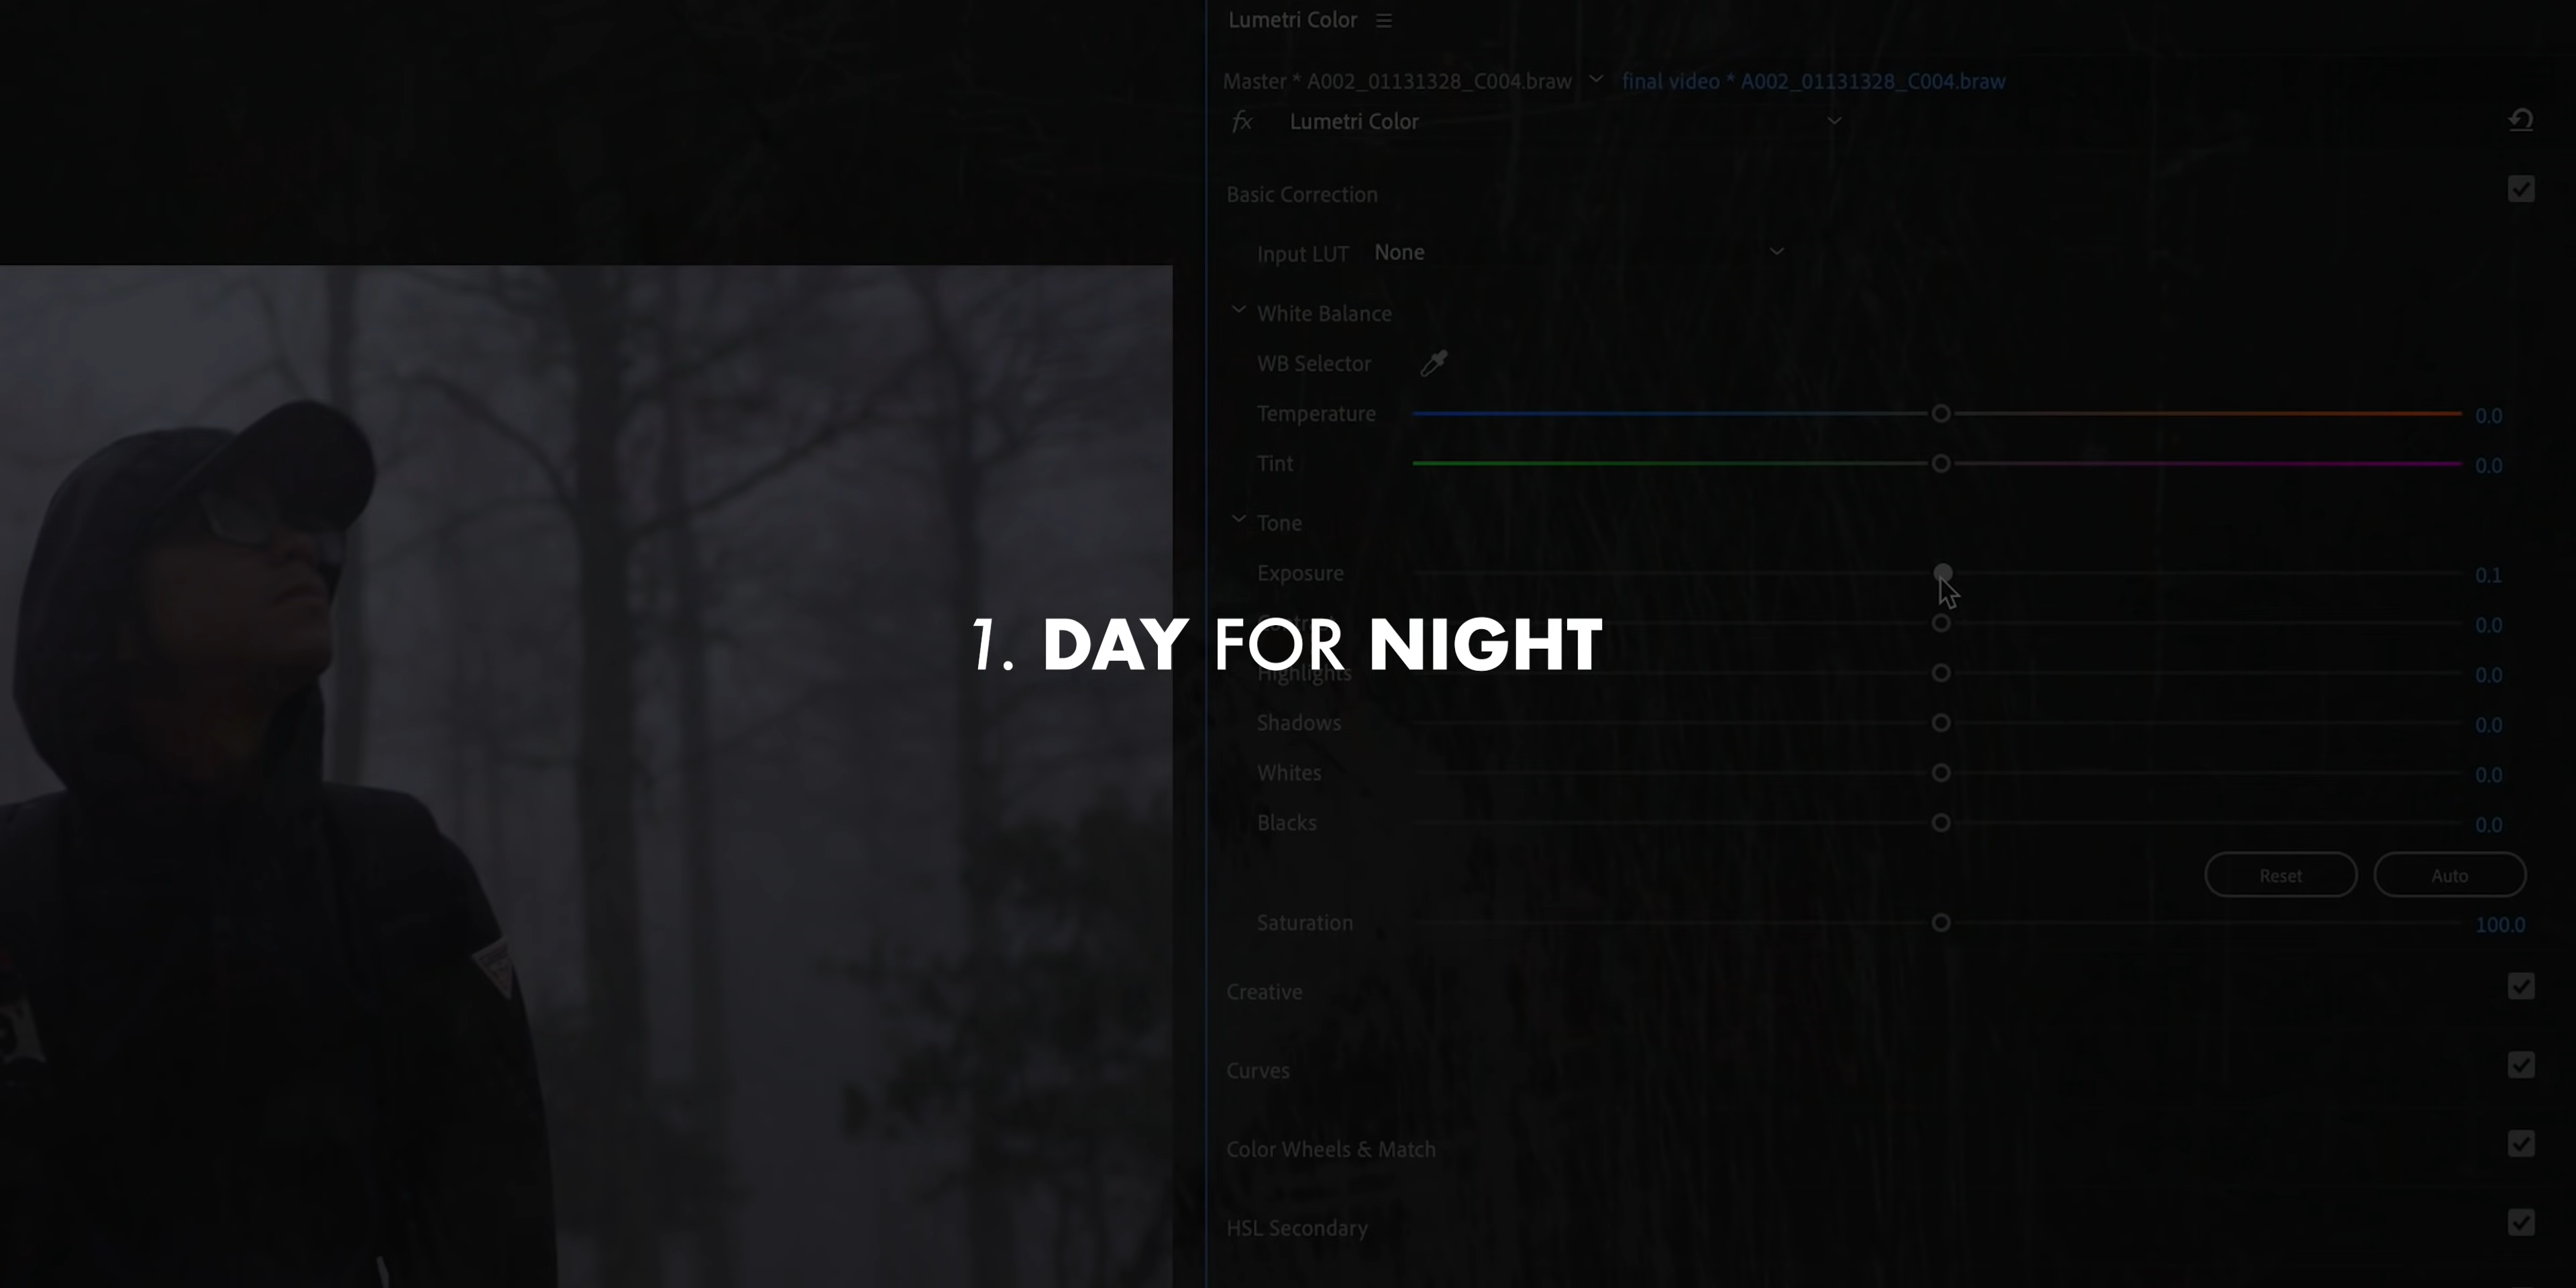 Lumetri Color
Master * A002_01131328_C004.braw final video * A002_01131328_C004.braw
fx Lumetri Color
Basic Correction
Input LUT None
White Balance
WB Selector
Temperature 0.0
Tint 0.0
Tone
Exposure 0.1
0.0
1. DAY FOR NIGHT
Highlights 0.0
Shadows 0.0
Whites 0.0
Blacks 0.0
Reset Auto
Saturation 100.0
Creative
Curves
Color Wheels & Match
HSL Secondary